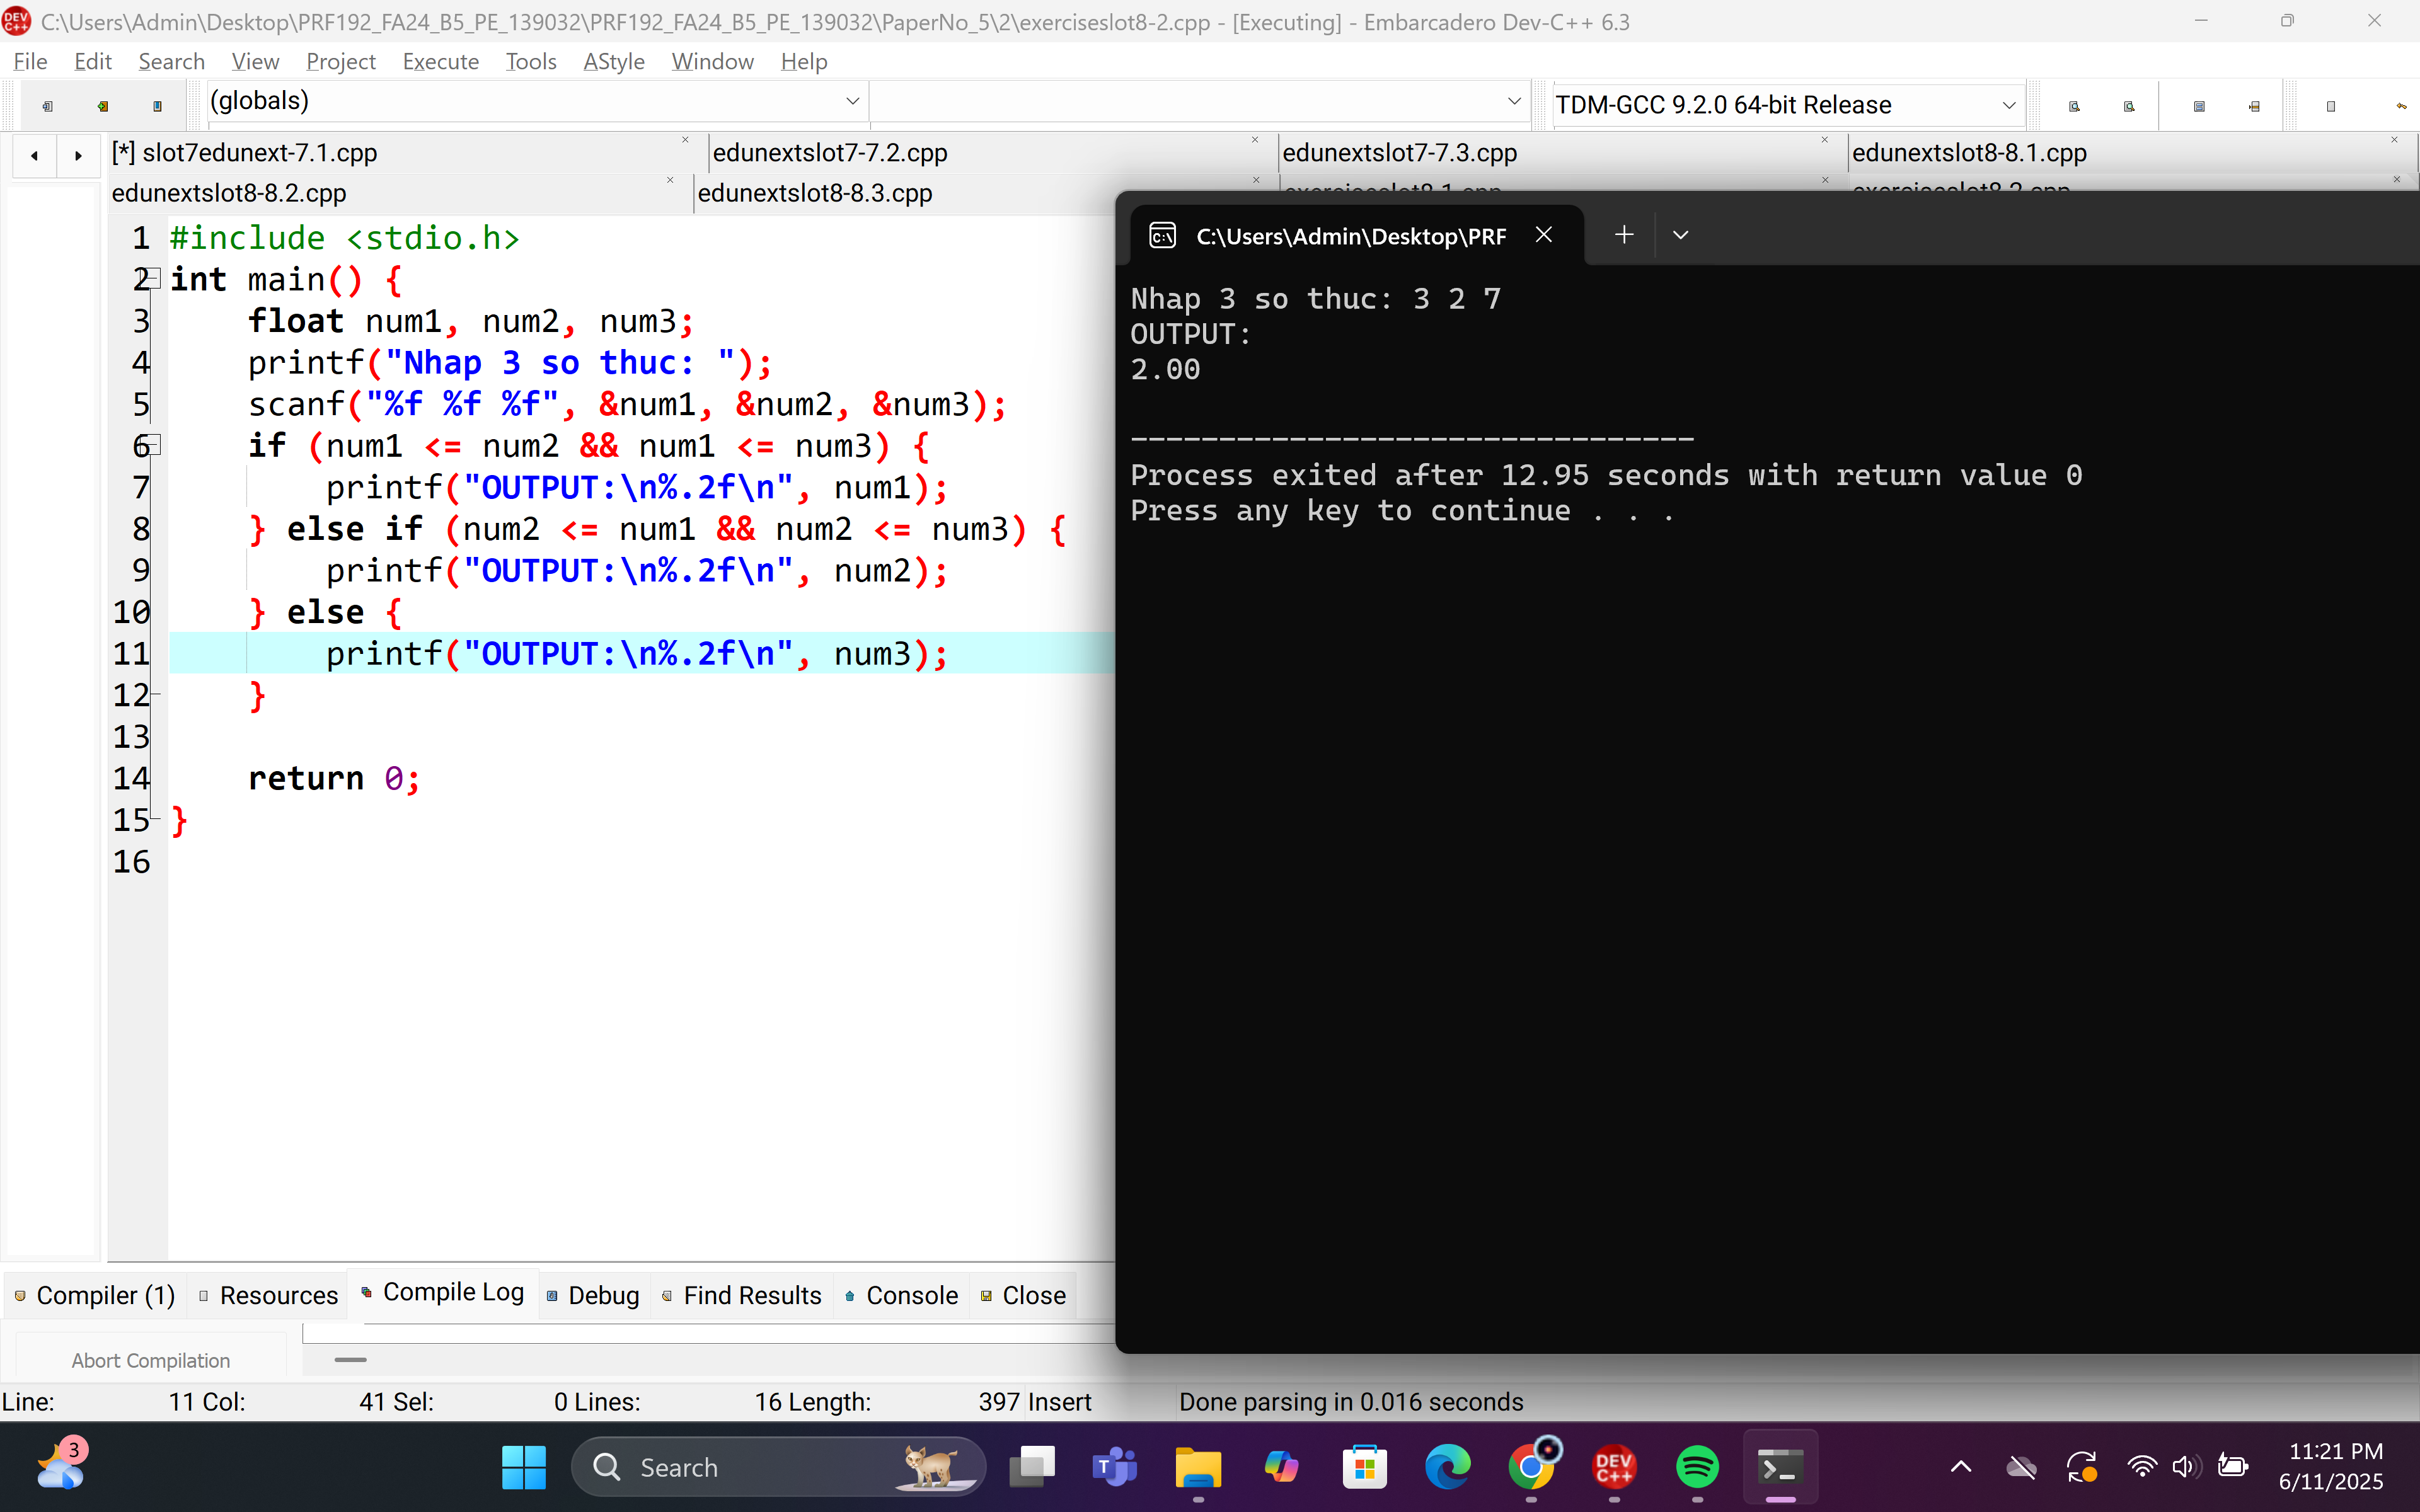 C:\Users\Admin\Desktop\PRF192_FA24_B5_PE_139032\PRF192_FA24_B5_PE_139032\PaperNo_5\2\exerciseslot8-2.cpp - [Executing] - Embarcadero Dev-C++ 6.3
File Edit Search View Project Execute Tools AStyle Window Help
(globals) TDM-GCC 9.2.0 64-bit Release
[*] slot7edunext-7.1.cpp edunextslot7-7.2.cpp edunextslot7-7.3.cpp edunextslot8-8.1.cpp
edunextslot8-8.2.cpp edunextslot8-8.3.cpp
1 #include <stdio.h>
2 int main() {
3 float num1, num2, num3;
4 printf("Nhap 3 so thuc: ");
5 scanf("%f %f %f", &num1, &num2, &num3);
6 if (num1 <= num2 && num1 <= num3) {
7 printf("OUTPUT:\n%.2f\n", num1);
8 } else if (num2 <= num1 && num2 <= num3) {
9 printf("OUTPUT:\n%.2f\n", num2);
10 } else {
11 printf("OUTPUT:\n%.2f\n", num3);
12 }
13
14 return 0;
15 }
16
C:\Users\Admin\Desktop\PRF
Nhap 3 so thuc: 3 2 7
OUTPUT:
2.00
--------------------------------
Process exited after 12.95 seconds with return value 0
Press any key to continue . . .
Compiler (1) Resources Compile Log Debug Find Results Console Close
Abort Compilation
Line: 11 Col: 41 Sel: 0 Lines: 16 Length: 397 Insert Done parsing in 0.016 seconds
3
Search
DEV C++
11:21 PM
6/11/2025